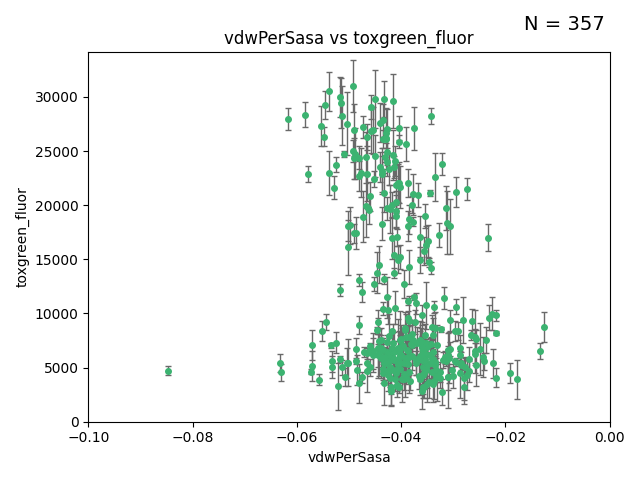 N = 357
vdwPerSasa vs toxgreen_fluor
toxgreen_fluor
30000
25000
20000
15000
10000
5000
0
−0.10 −0.08 −0.06 −0.04 −0.02 0.00
vdwPerSasa